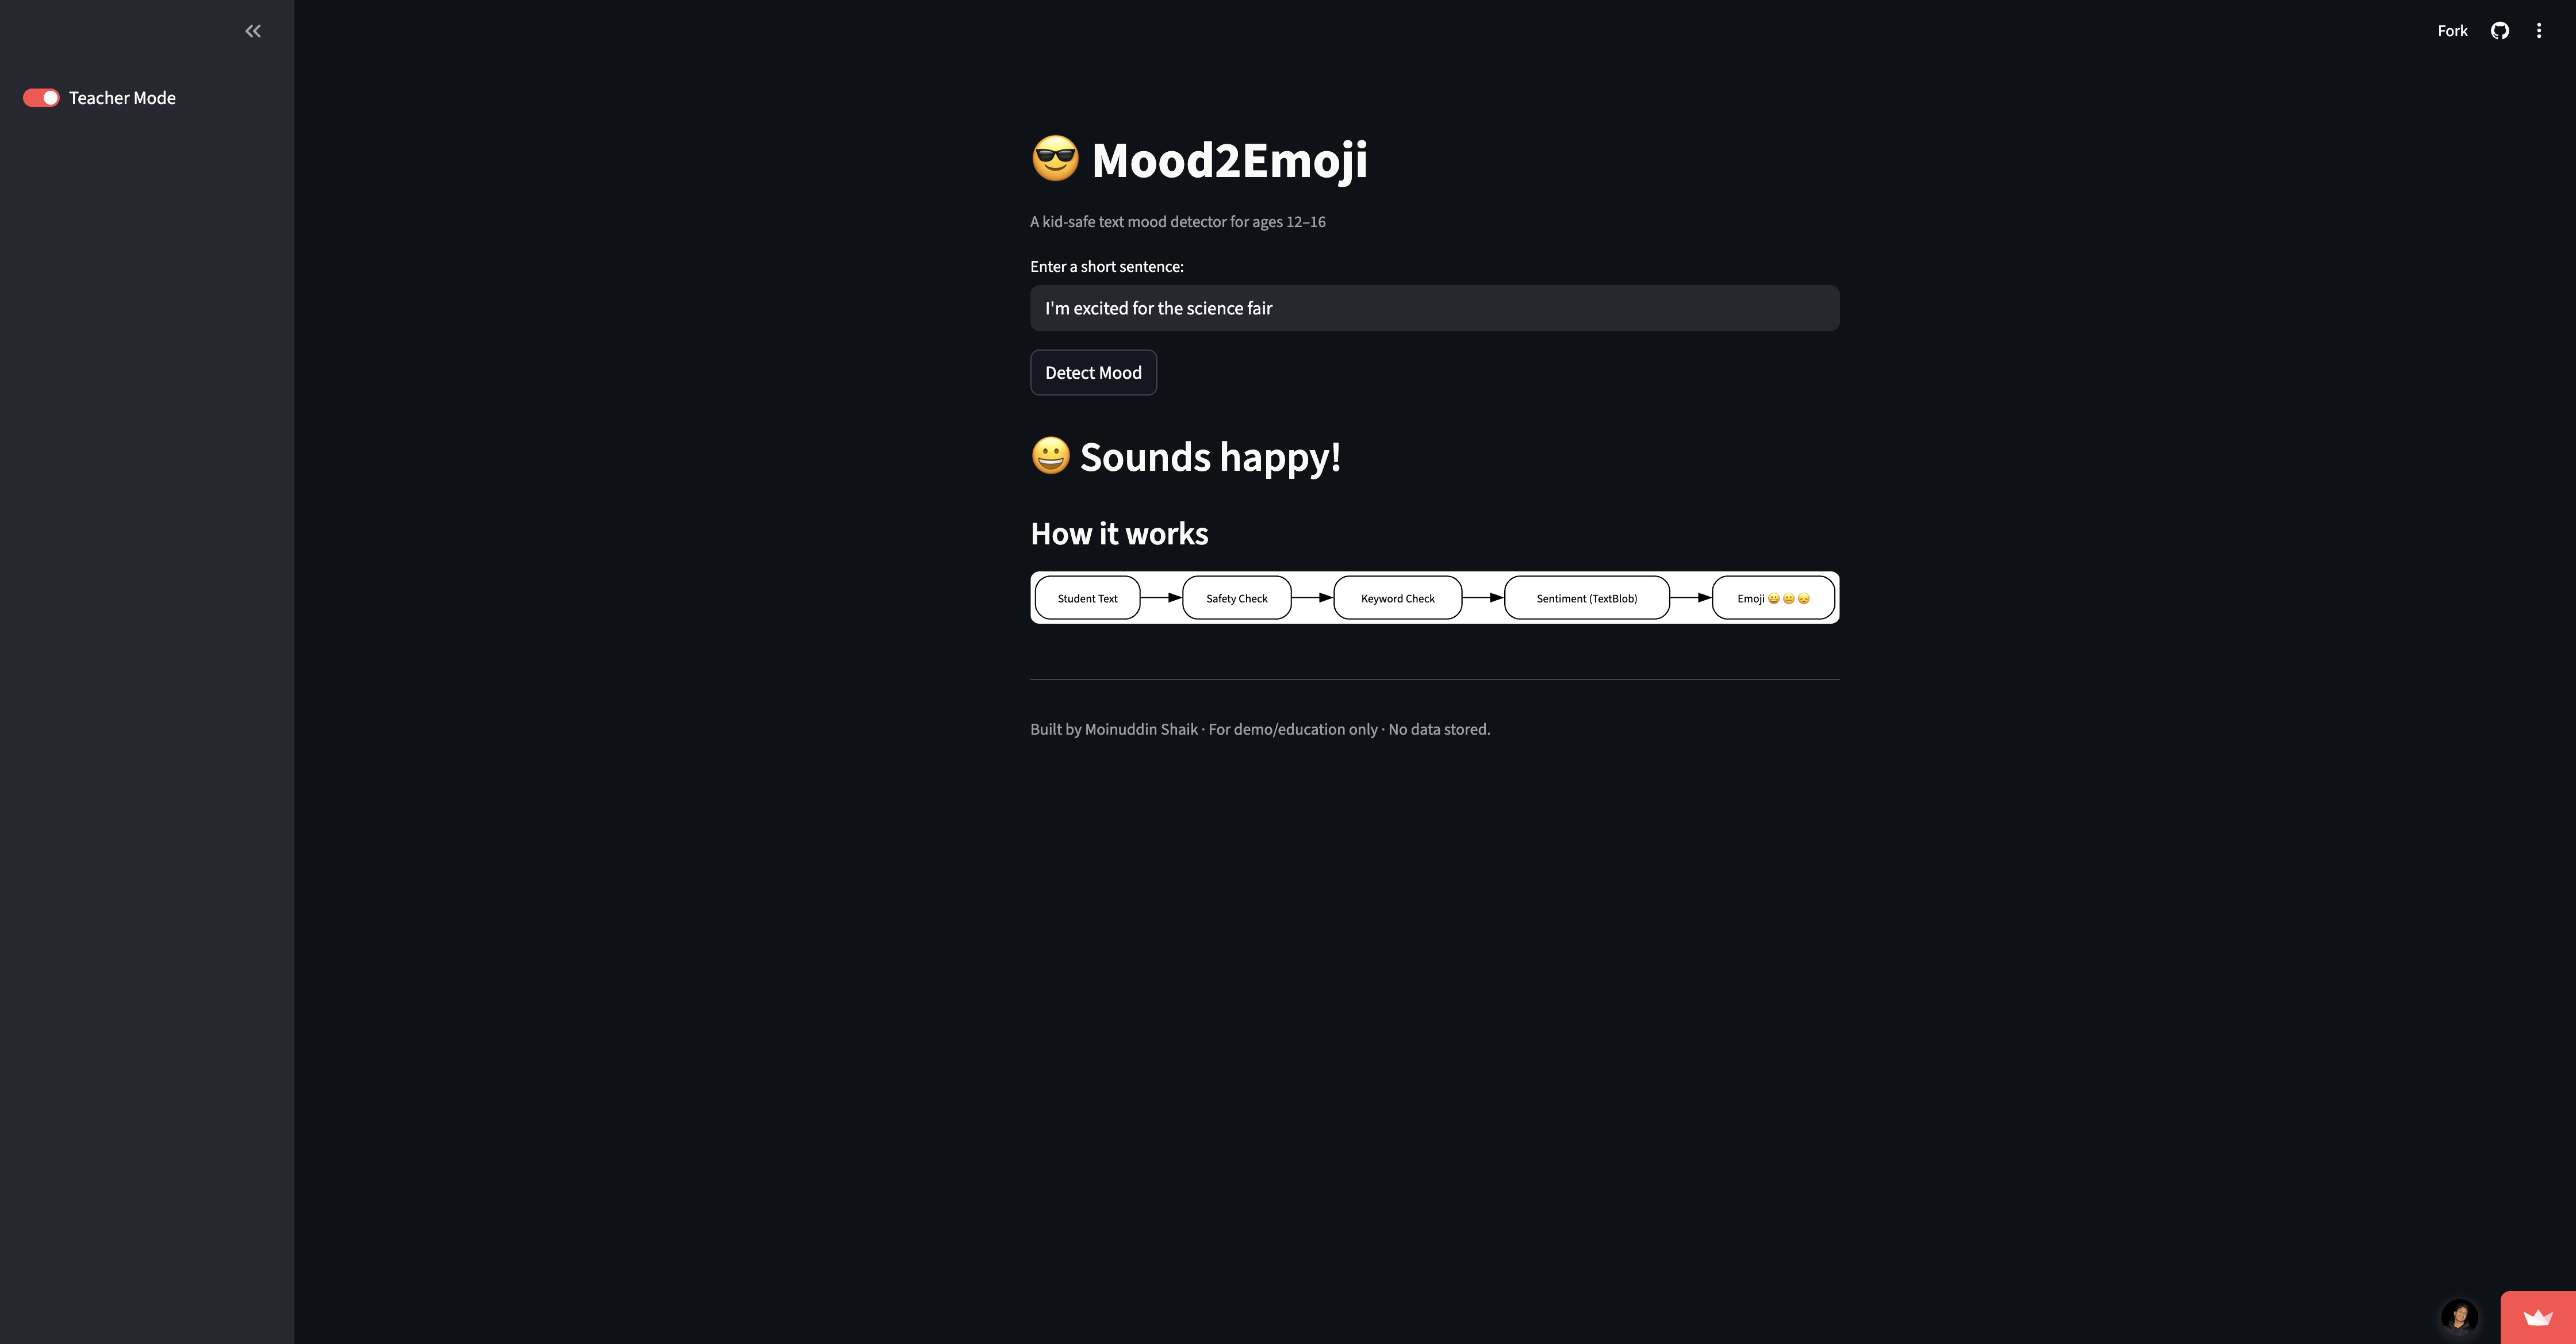 Fork
Teacher Mode
😎 Mood2Emoji
A kid-safe text mood detector for ages 12–16
Enter a short sentence:
I'm excited for the science fair
Detect Mood
😀 Sounds happy!
How it works
Student Text
Safety Check
Keyword Check
Sentiment (TextBlob)
Emoji 😀 😐 😞
Built by Moinuddin Shaik · For demo/education only · No data stored.